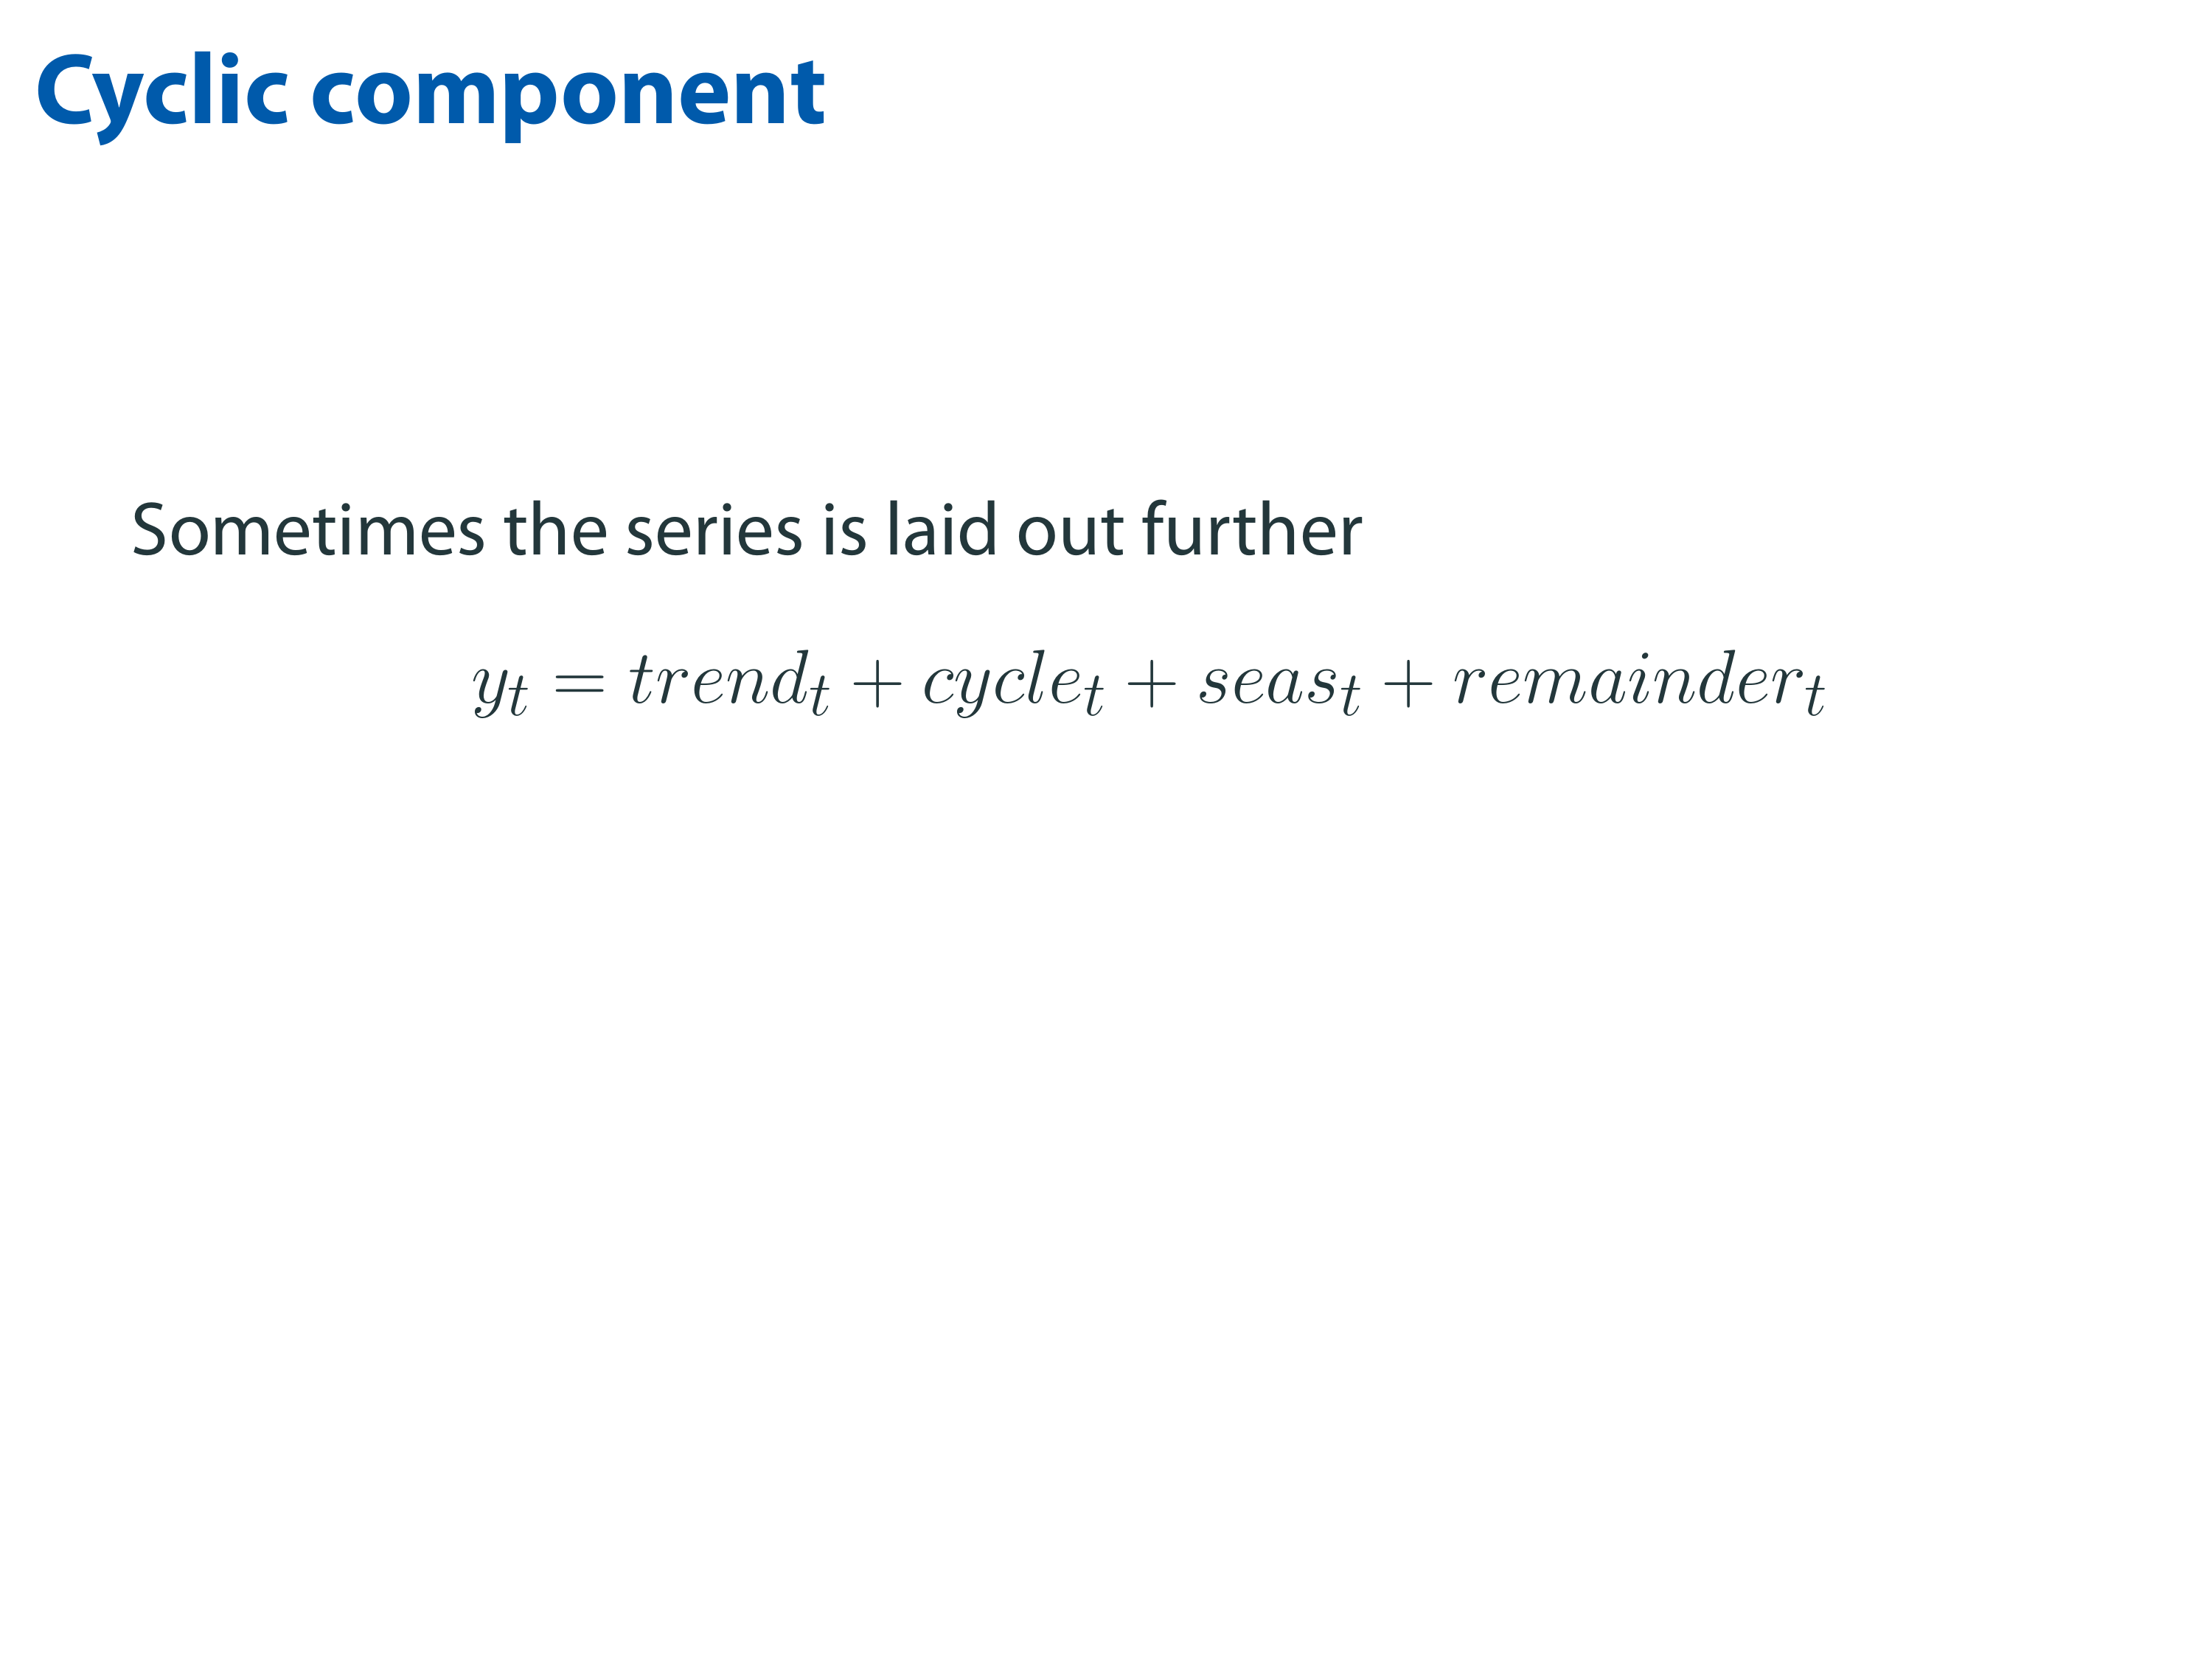 Cyclic component
Sometimes the series is laid out further
$y_t = trend_t + cycle_t + seas_t + remainder_t$